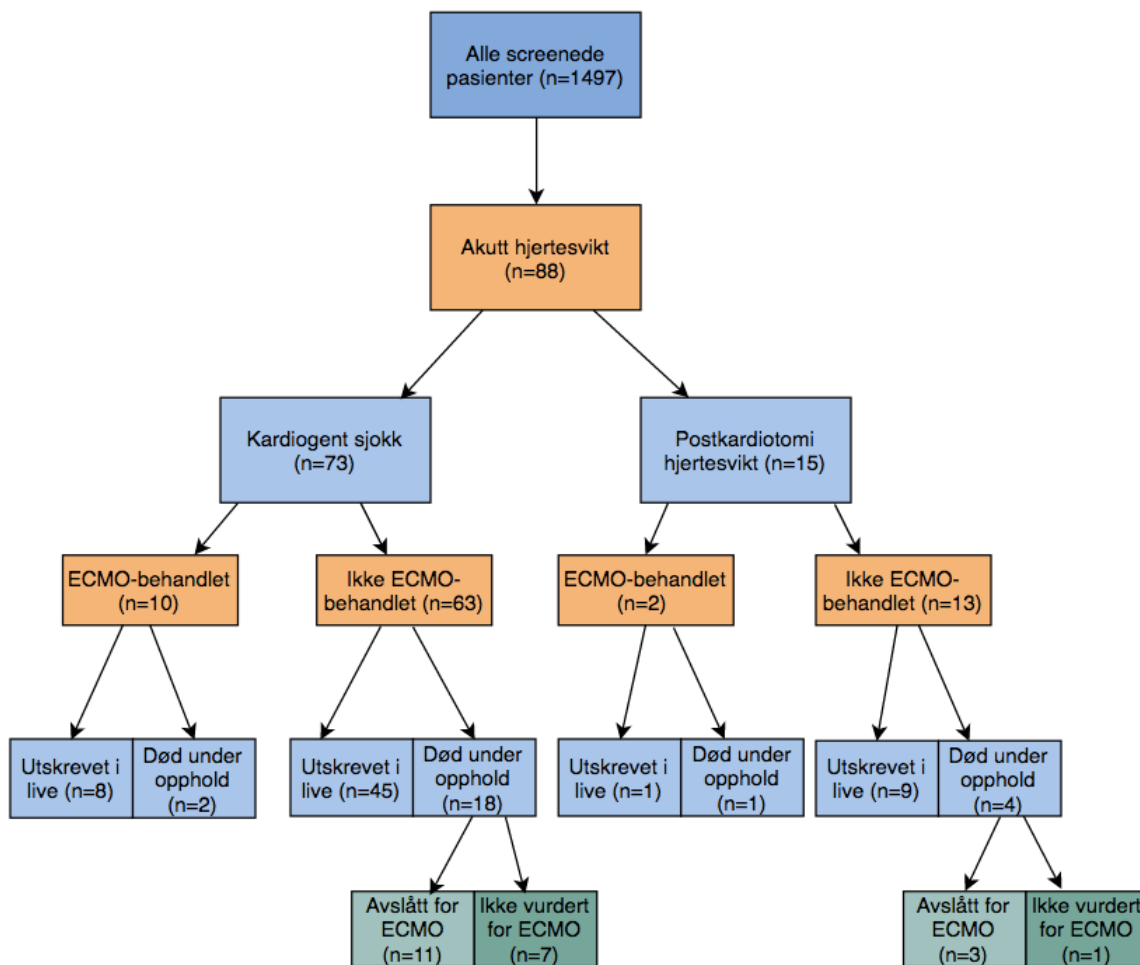 Alle screenede
pasienter (n=1497)
Akutt hjertesvikt
(n=88)
Kardiogent sjokk
(n=73)
Postkardiotomi
hjertesvikt (n=15)
ECMO-behandlet
(n=10)
Ikke ECMO-
behandlet (n=63)
ECMO-behandlet
(n=2)
Ikke ECMO-
behandlet (n=13)
Utskrevet i
live (n=8)
Død under
opphold
(n=2)
Utskrevet i
live (n=45)
Død under
opphold
(n=18)
Utskrevet i
live (n=1)
Død under
opphold
(n=1)
Utskrevet i
live (n=9)
Død under
opphold
(n=4)
Avslått for
ECMO
(n=11)
Ikke vurdert
for ECMO
(n=7)
Avslått for
ECMO
(n=3)
Ikke vurdert
for ECMO
(n=1)